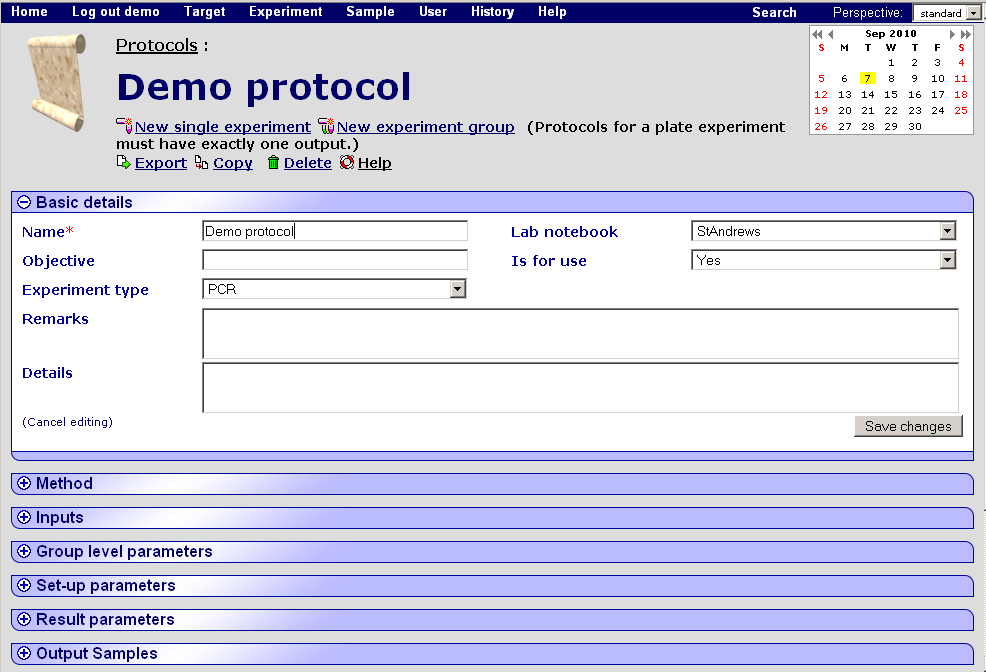 Home Log out demo Target Experiment Sample User History Help Search Perspective: standard
Protocols :
Demo protocol
New single experiment New experiment group (Protocols for a plate experiment
must have exactly one output.)
Export Copy Delete Help
Sep 2010
S M T W T F S
1 2 3 4
5 6 7 8 9 10 11
12 13 14 15 16 17 18
19 20 21 22 23 24 25
26 27 28 29 30
Basic details
Name* Demo protocol Lab notebook StAndrews
Objective Is for use Yes
Experiment type PCR
Remarks
Details
(Cancel editing) Save changes
Method
Inputs
Group level parameters
Set-up parameters
Result parameters
Output Samples